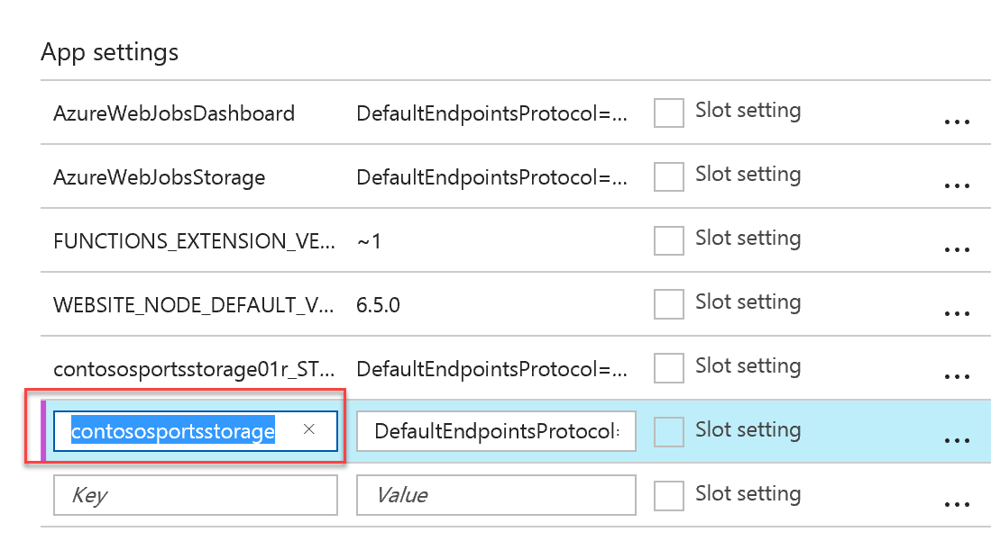 App settings
AzureWebJobsDashboard DefaultEndpointsProtocol=... Slot setting ...
AzureWebJobsStorage DefaultEndpointsProtocol=... Slot setting ...
FUNCTIONS_EXTENSION_VE... ~1 Slot setting ...
WEBSITE_NODE_DEFAULT_V... 6.5.0 Slot setting ...
contososportsstorage01r_ST... DefaultEndpointsProtocol=... Slot setting ...
contososportsstorage DefaultEndpointsProtocol= Slot setting ...
Key Value Slot setting ...